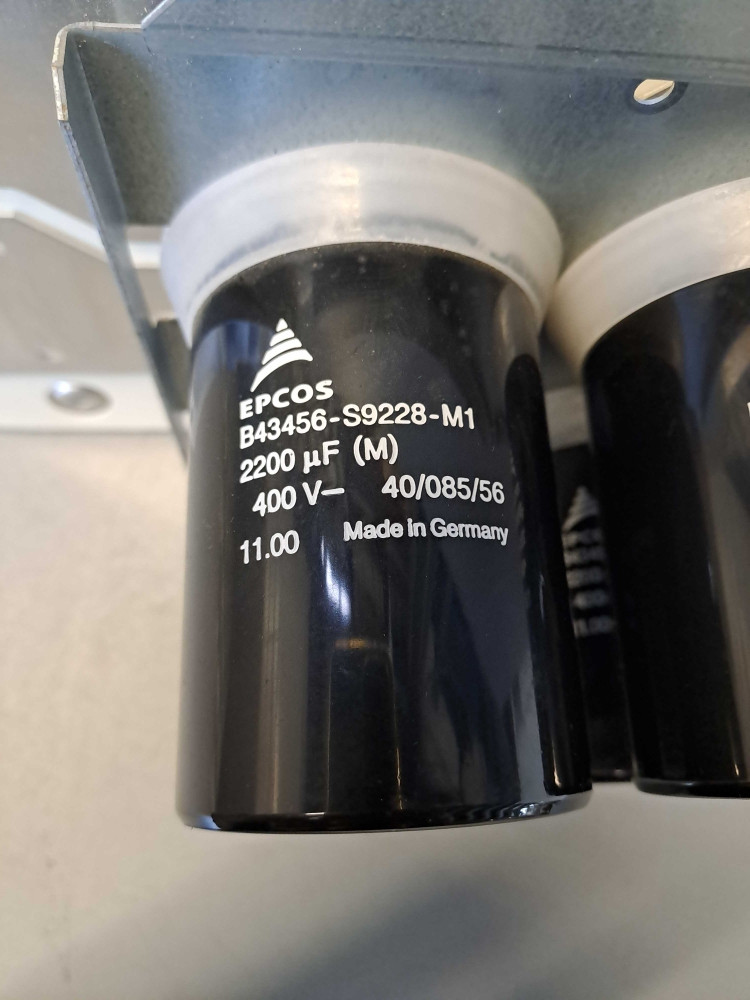 EPCOS
B43456-S9228-M1
2200 µF (M)
400 V– 40/085/56
11.00 Made in Germany